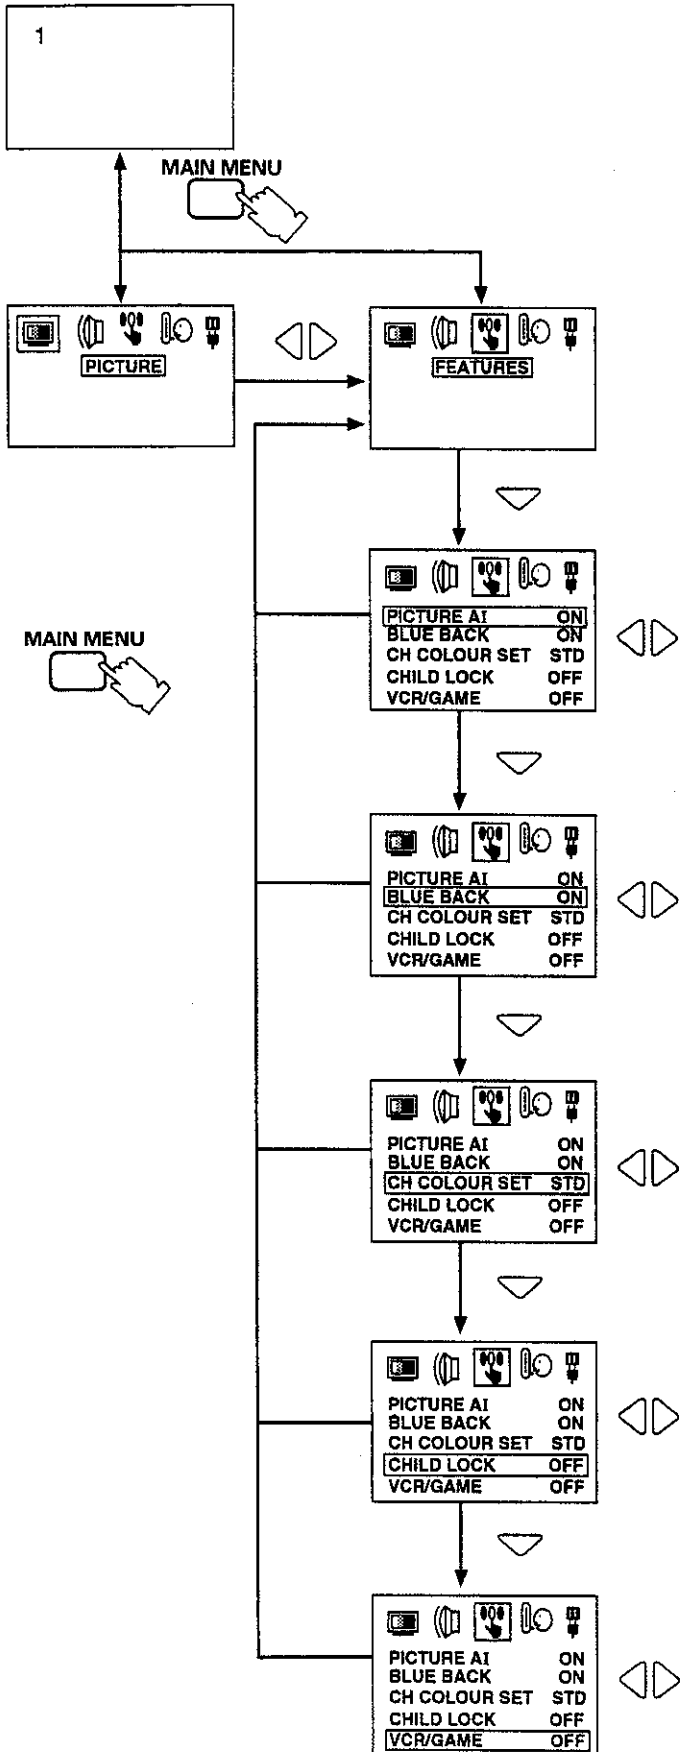 1
MAIN MENU
PICTURE
FEATURES
PICTURE AI ON
BLUE BACK ON
CH COLOUR SET STD
CHILD LOCK OFF
VCR/GAME OFF
MAIN MENU
PICTURE AI ON
BLUE BACK ON
CH COLOUR SET STD
CHILD LOCK OFF
VCR/GAME OFF
PICTURE AI ON
BLUE BACK ON
CH COLOUR SET STD
CHILD LOCK OFF
VCR/GAME OFF
PICTURE AI ON
BLUE BACK ON
CH COLOUR SET STD
CHILD LOCK OFF
VCR/GAME OFF
PICTURE AI ON
BLUE BACK ON
CH COLOUR SET STD
CHILD LOCK OFF
VCR/GAME OFF